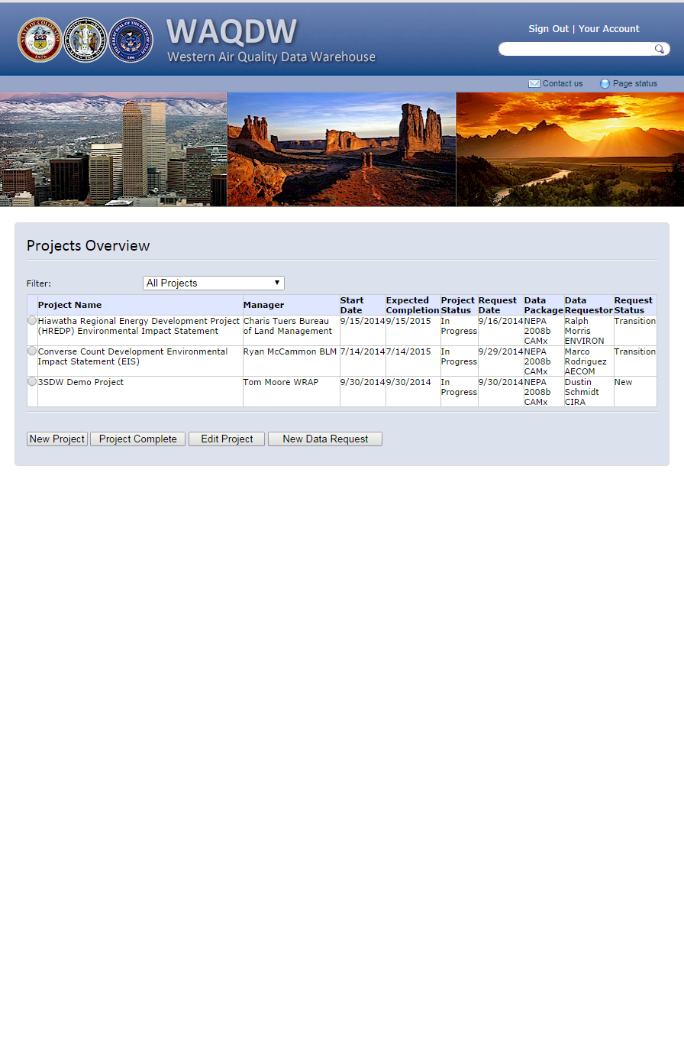 WAQDW
Western Air Quality Data Warehouse
Sign Out | Your Account
Contact us Page status
Projects Overview
Filter: All Projects
Project Name Manager Start Date Expected Completion Project Status Request Date Data Package Data Requestor Request Status
Hiawatha Regional Energy Development Project (HREDP) Environmental Impact Statement Charis Tuers Bureau of Land Management 9/15/2014 9/15/2015 In Progress 9/16/2014 NEPA 2008b CAMx Ralph Morris ENVIRON Transition
Converse Count Development Environmental Impact Statement (EIS) Ryan McCammon BLM 7/14/2014 7/14/2015 In Progress 9/29/2014 NEPA 2008b CAMx Marco Rodriguez AECOM Transition
3SDW Demo Project Tom Moore WRAP 9/30/2014 9/30/2014 In Progress 9/30/2014 NEPA 2008b CAMx Dustin Schmidt CIRA New
New Project Project Complete Edit Project New Data Request